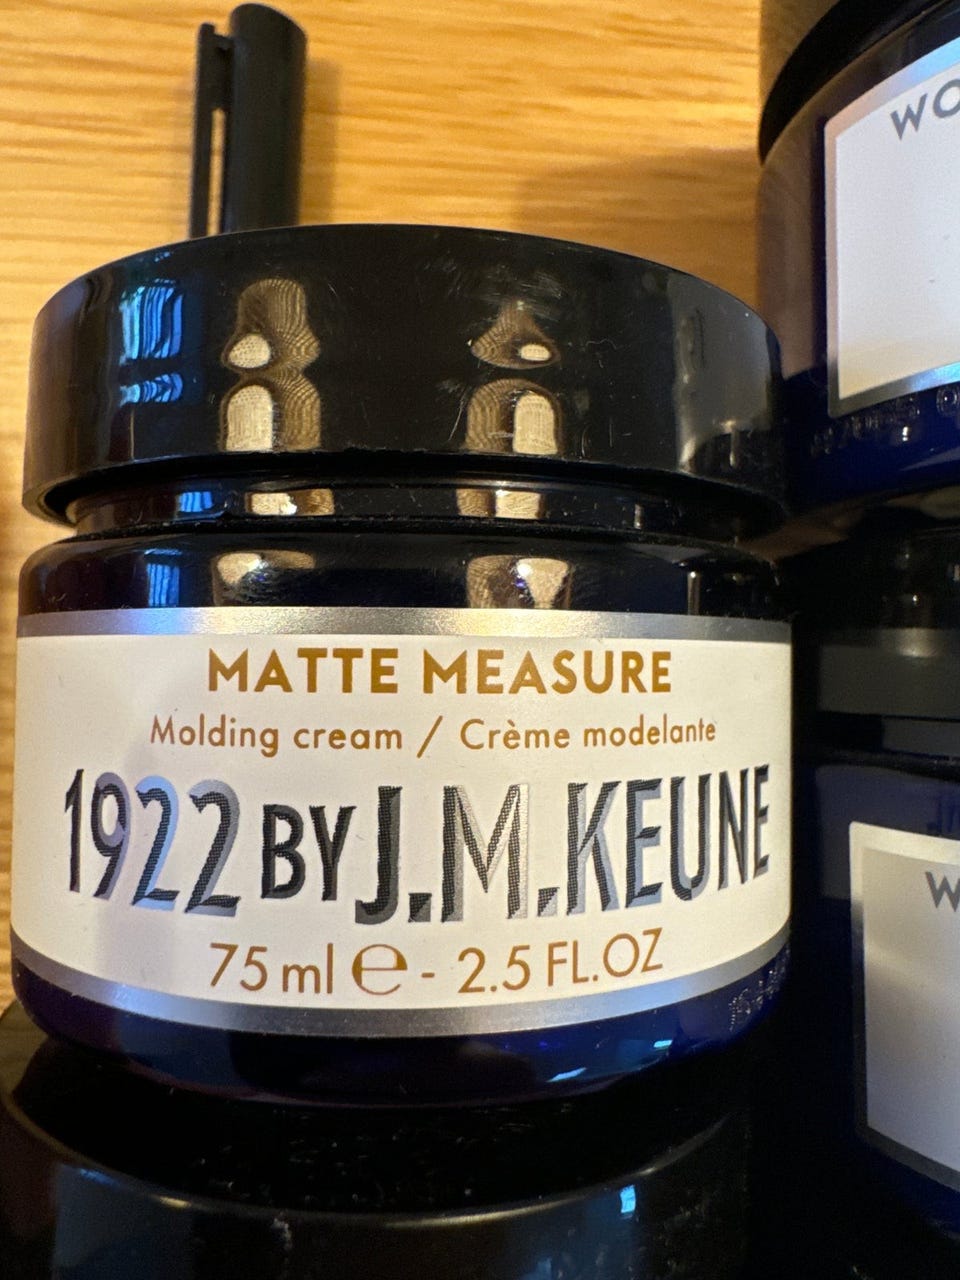 MATTE MEASURE
Molding cream / Crème modelante
1922 BY J.M. KEUNE
75 ml ℮ - 2.5 FL.OZ